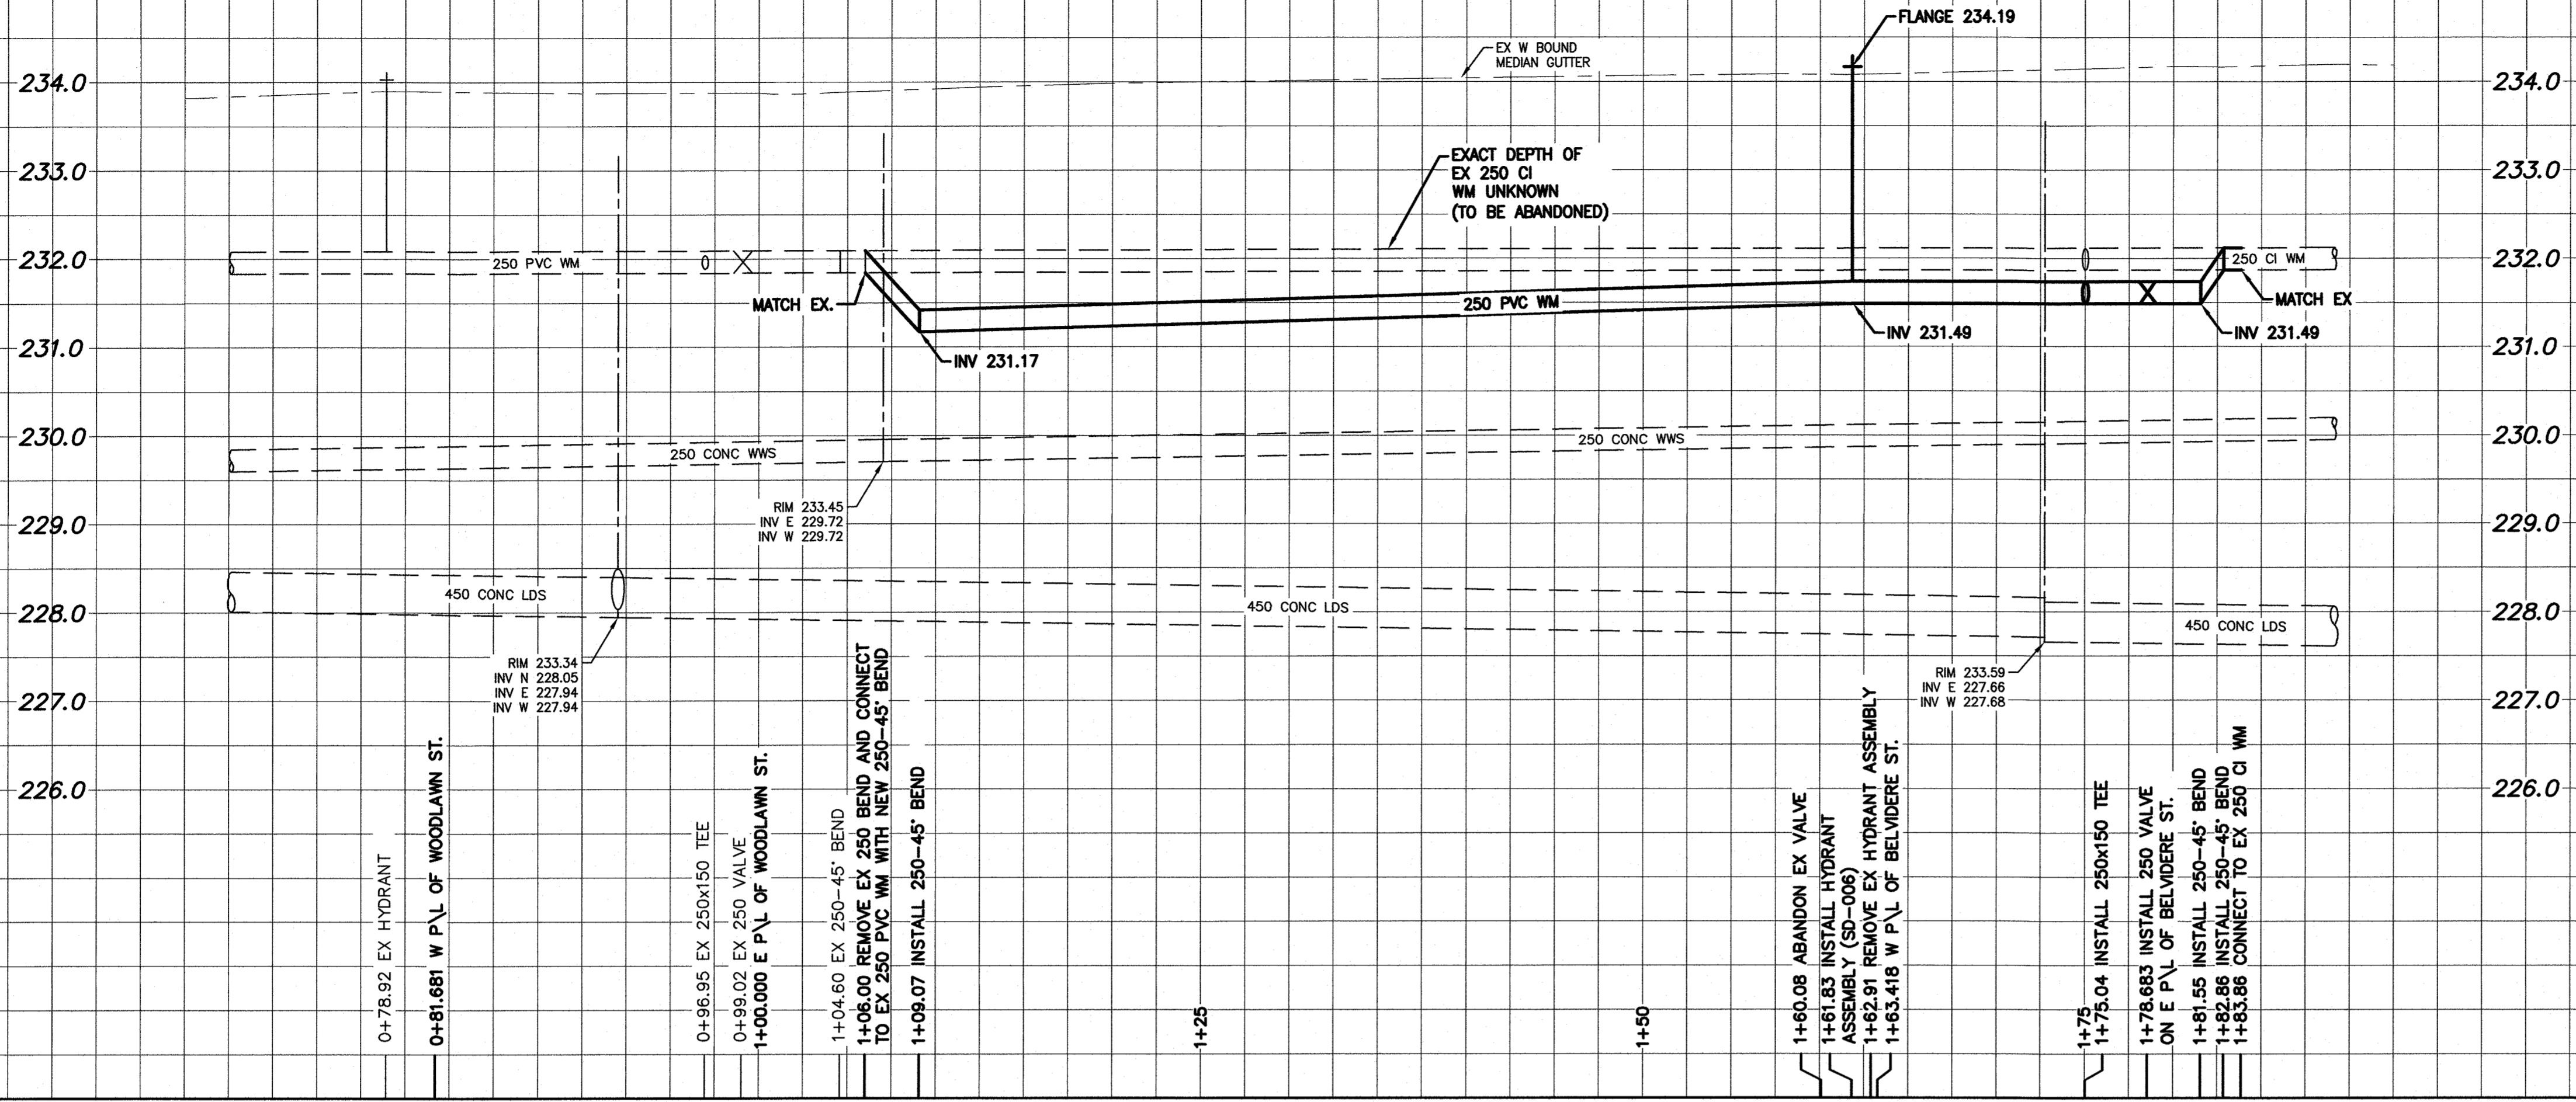 FLANGE 234.19
EX W BOUND
MEDIAN GUTTER
234.0
234.0
EXACT DEPTH OF
EX 250 CI
WM UNKNOWN
(TO BE ABANDONED)
233.0
233.0
232.0
250 PVC WM
250 CI WM
232.0
MATCH EX.
250 PVC WM
MATCH EX
INV 231.17
INV 231.49
INV 231.49
231.0
231.0
230.0
250 CONC WWS
250 CONC WWS
230.0
RIM 233.45
INV E 229.72
INV W 229.72
229.0
229.0
450 CONC LDS
450 CONC LDS
450 CONC LDS
228.0
228.0
RIM 233.34
INV N 228.05
INV E 227.94
INV W 227.94
RIM 233.59
INV E 227.66
INV W 227.68
227.0
227.0
226.0
226.0
0+78.92 EX HYDRANT
0+81.681 W P\L OF WOODLAWN ST.
0+96.95 EX 250x150 TEE
0+99.02 EX 250 VALVE
1+00.000 E P\L OF WOODLAWN ST.
1+04.60 EX 250-45° BEND
1+06.00 REMOVE EX 250 BEND AND CONNECT
TO EX 250 PVC WM WITH NEW 250-45° BEND
1+09.07 INSTALL 250-45° BEND
1+25
1+50
1+60.08 ABANDON EX VALVE
1+61.83 INSTALL HYDRANT
ASSEMBLY (SD-006)
1+62.91 REMOVE EX HYDRANT ASSEMBLY
1+63.418 W P\L OF BELVIDERE ST.
1+75
1+75.04 INSTALL 250x150 TEE
1+78.683 INSTALL 250 VALVE
ON E P\L OF BELVIDERE ST.
1+81.55 INSTALL 250-45° BEND
1+82.86 INSTALL 250-45° BEND
1+83.86 CONNECT TO EX 250 CI WM